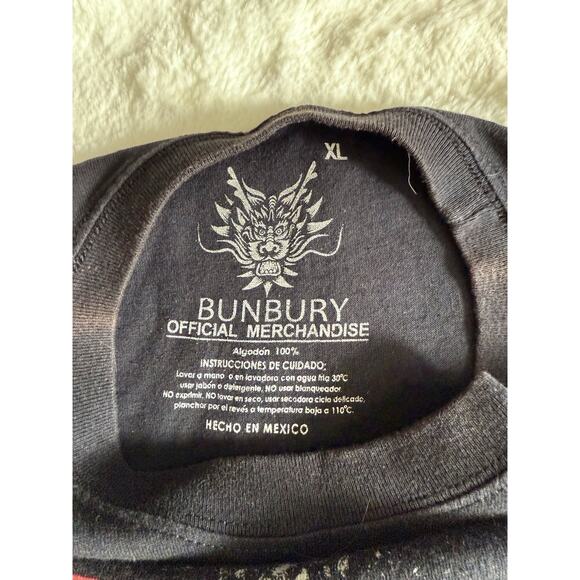 XL
BUNBURY
OFFICIAL MERCHANDISE
Algodón 100%
INSTRUCCIONES DE CUIDADO:
Lavar a mano o en lavadora con agua fria 30°C
usar jabón o detergente, NO usar blanqueador
NO exprimir, NO lavar en seco, usar secadora ciclo delicado,
planchar por el revés a temperatura baja a 110°C.
HECHO EN MEXICO